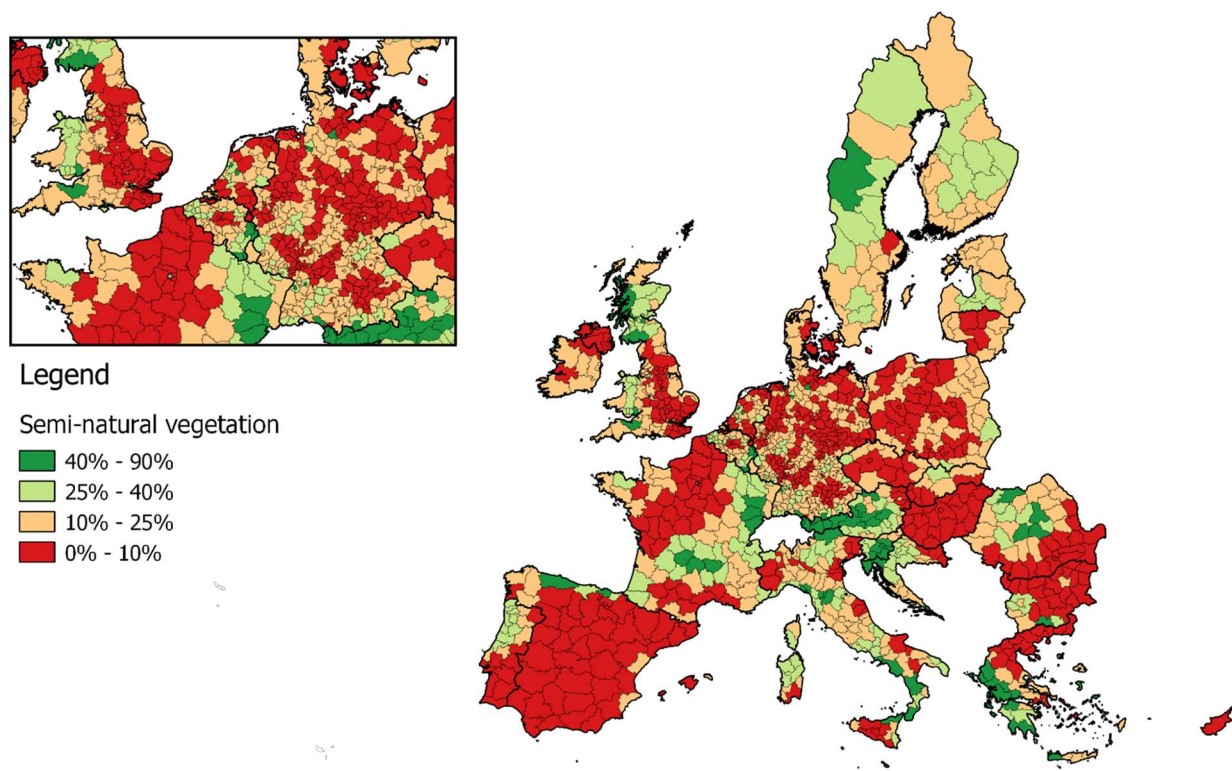 Legend
Semi-natural vegetation
40% - 90%
25% - 40%
10% - 25%
0% - 10%